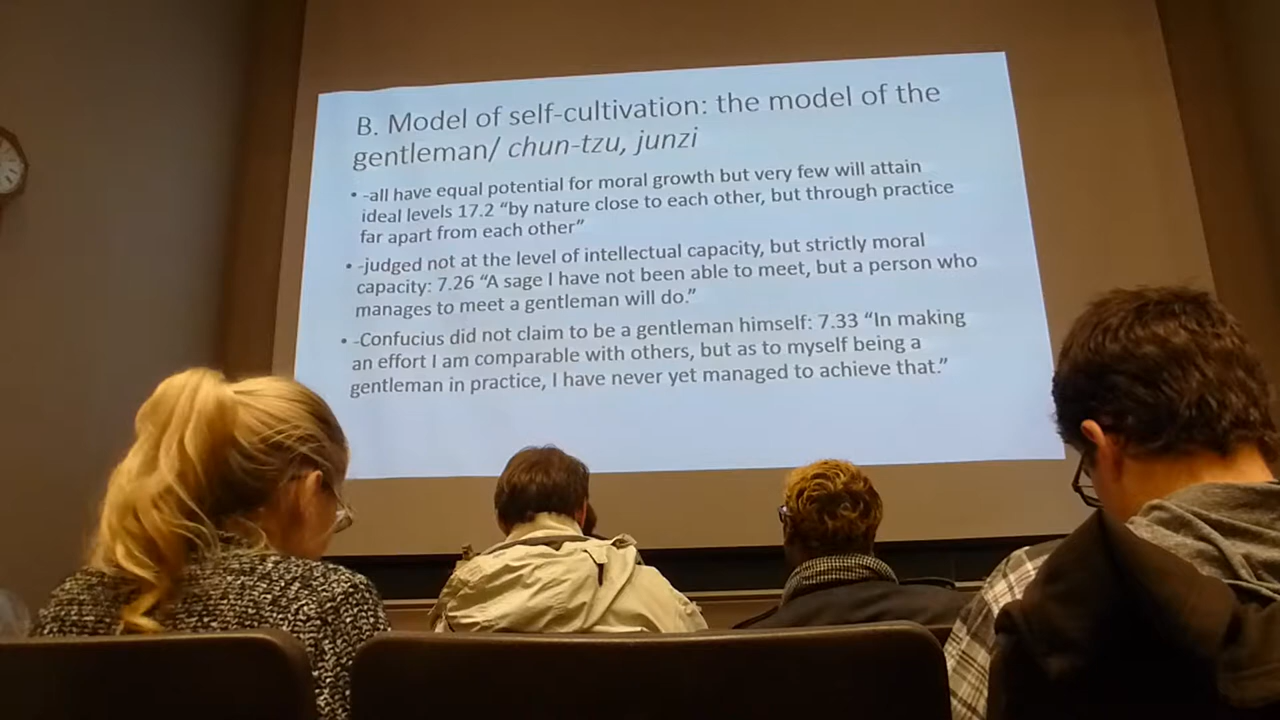 B. Model of self-cultivation: the model of the
gentleman/ chun-tzu, junzi
• -all have equal potential for moral growth but very few will attain
ideal levels 17.2 “by nature close to each other, but through practice
far apart from each other”
• -judged not at the level of intellectual capacity, but strictly moral
capacity: 7.26 “A sage I have not been able to meet, but a person who
manages to meet a gentleman will do.”
• -Confucius did not claim to be a gentleman himself: 7.33 “In making
an effort I am comparable with others, but as to myself being a
gentleman in practice, I have never yet managed to achieve that.”